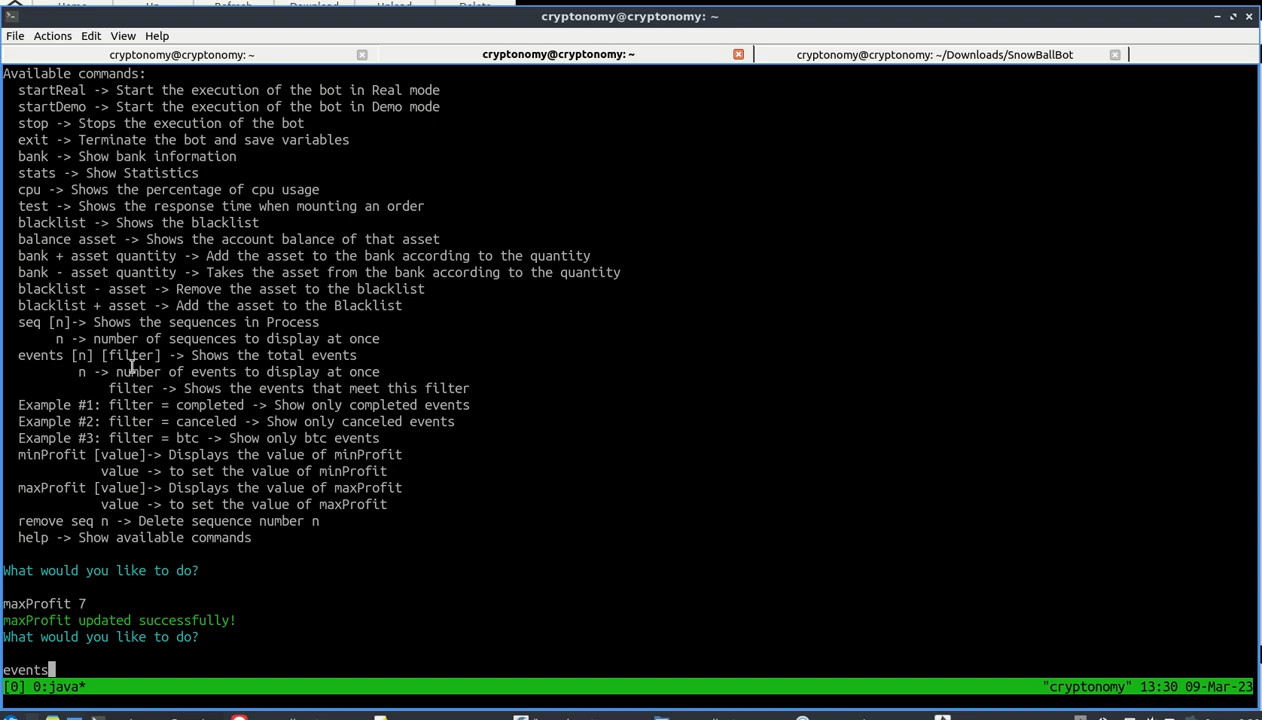 Home Up Refresh Download Upload Delete
cryptonomy@cryptonomy: ~
File Actions Edit View Help
cryptonomy@cryptonomy: ~ cryptonomy@cryptonomy: ~ cryptonomy@cryptonomy: ~/Downloads/SnowBallBot
Available commands:
startReal -> Start the execution of the bot in Real mode
startDemo -> Start the execution of the bot in Demo mode
stop -> Stops the execution of the bot
exit -> Terminate the bot and save variables
bank -> Show bank information
stats -> Show Statistics
cpu -> Shows the percentage of cpu usage
test -> Shows the response time when mounting an order
blacklist -> Shows the blacklist
balance asset -> Shows the account balance of that asset
bank + asset quantity -> Add the asset to the bank according to the quantity
bank - asset quantity -> Takes the asset from the bank according to the quantity
blacklist - asset -> Remove the asset to the blacklist
blacklist + asset -> Add the asset to the Blacklist
seq [n]-> Shows the sequences in Process
n -> number of sequences to display at once
events [n] [filter] -> Shows the total events
n -> number of events to display at once
filter -> Shows the events that meet this filter
Example #1: filter = completed -> Show only completed events
Example #2: filter = canceled -> Show only canceled events
Example #3: filter = btc -> Show only btc events
minProfit [value]-> Displays the value of minProfit
value -> to set the value of minProfit
maxProfit [value]-> Displays the value of maxProfit
value -> to set the value of maxProfit
remove seq n -> Delete sequence number n
help -> Show available commands
What would you like to do?
maxProfit 7
maxProfit updated successfully!
What would you like to do?
events
[0] 0:java* "cryptonomy" 13:30 09-Mar-23